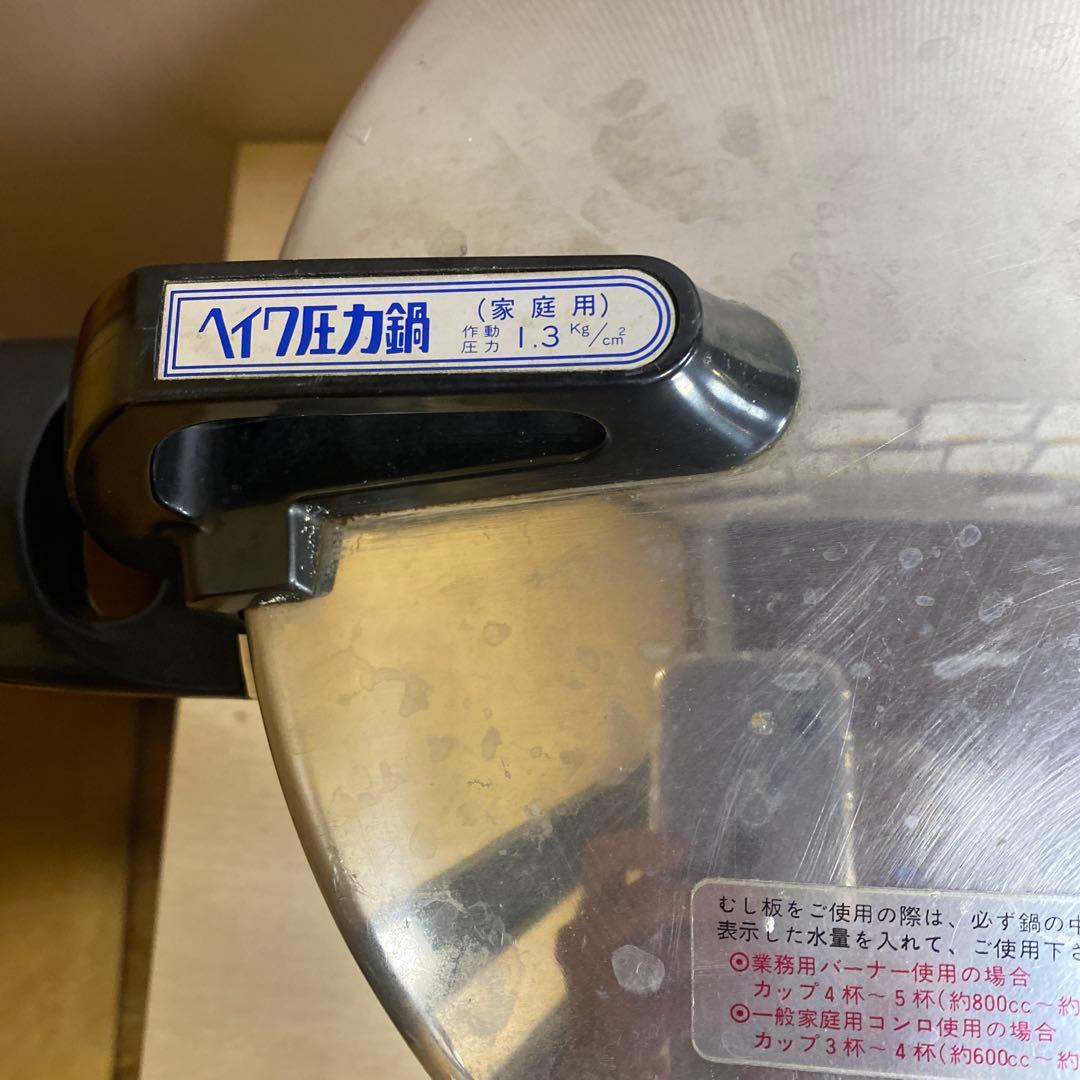 ヘイワ圧力鍋
(家庭用)
作動圧力 1.3 Kg/cm²
むし板をご使用の際は、必ず鍋の中
表示した水量を入れて、ご使用下さ
◎業務用バーナー使用の場合
カップ4杯～5杯(約800cc～約
◎一般家庭用コンロ使用の場合
カップ3杯～4杯(約600cc～約